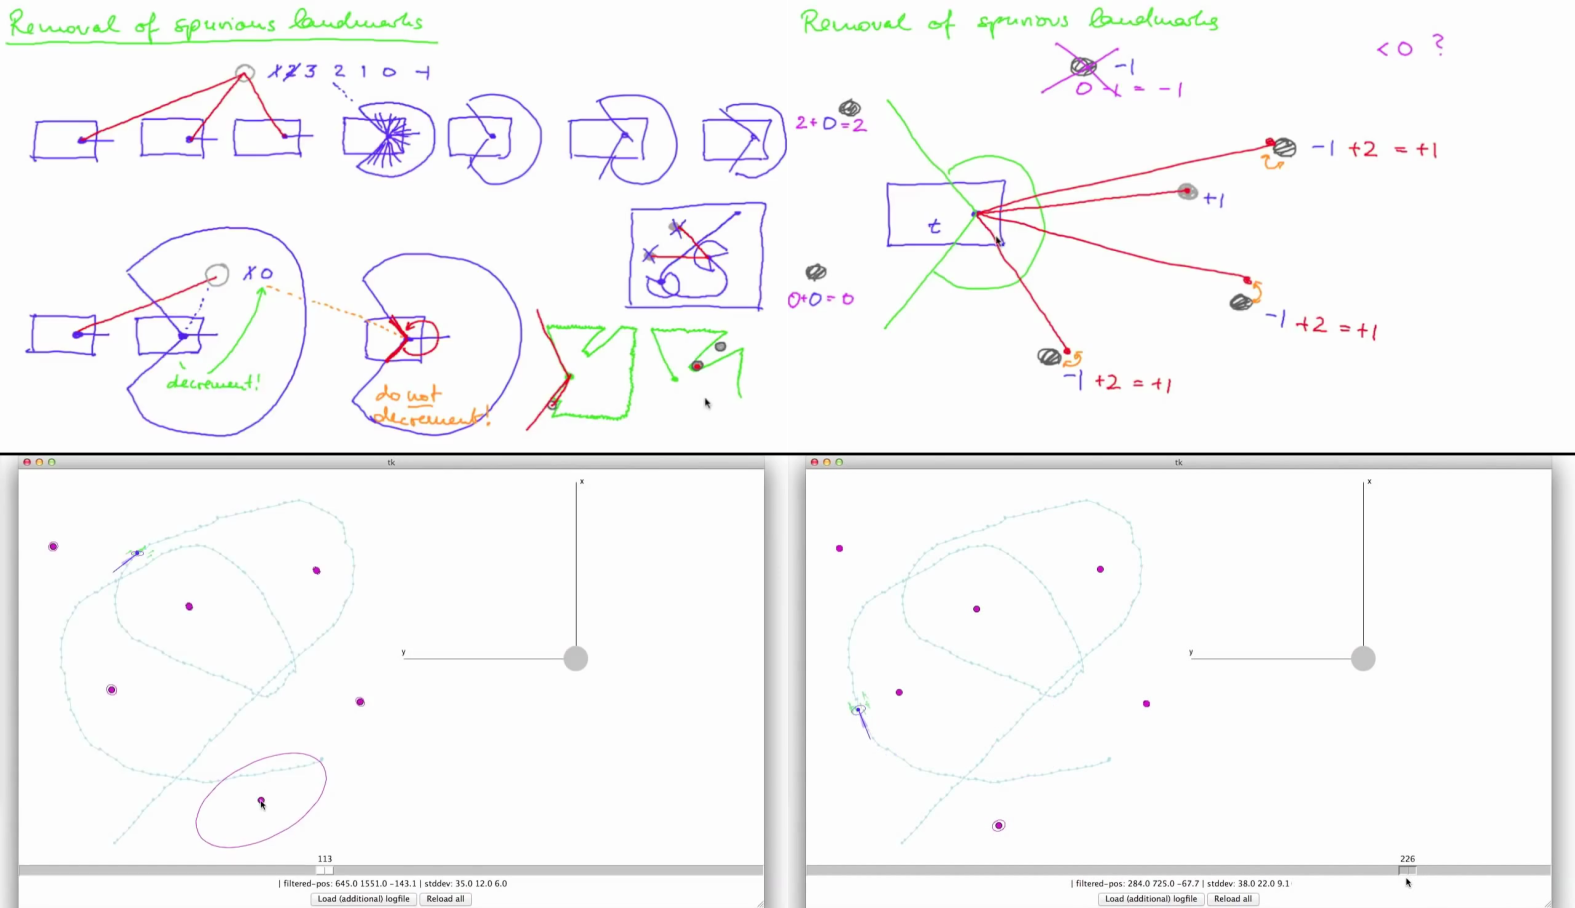 Removal of spurious landmarks
3 2 1 0 -1
0
decrement!
do not
decrement!
Removal of spurious landmarks
< 0 ?
-1
0 -1 = -1
2+0=2
-1 +2 = +1
+1
t
0+0=0
-1 +2 = +1
-1 +2 = +1
tk
x
y
113
| filtered-pos: 645.0 1551.0 -143.1 | stddev: 35.0 12.0 6.0
Load (additional) logfile Reload all
tk
x
y
226
| filtered-pos: 284.0 725.0 -67.7 | stddev: 38.0 22.0 9.1
Load (additional) logfile Reload all